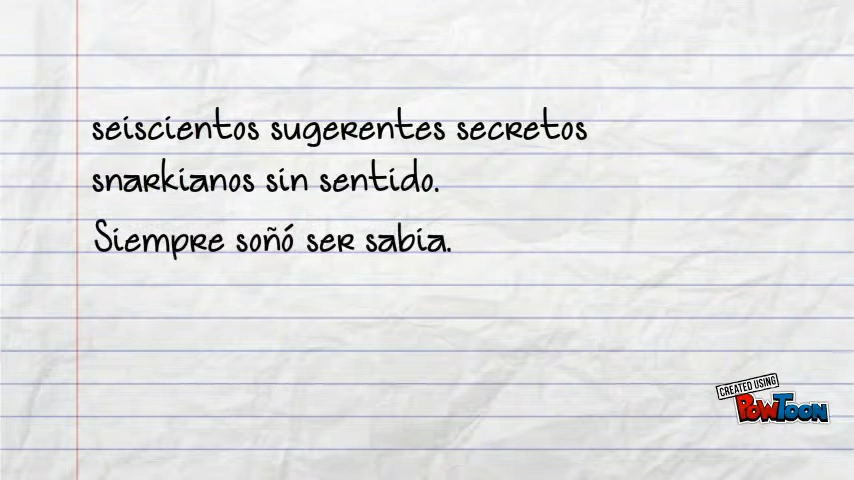 seiscientos sugerentes secretos
snarkianos sin sentido.
Siempre soñó ser sabia.
CREATED USING
POWTOON